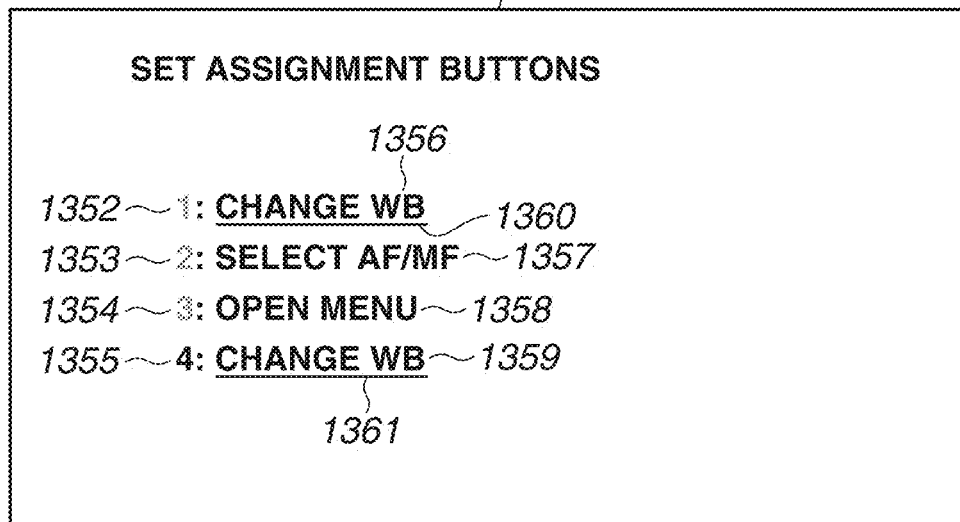 SET ASSIGNMENT BUTTONS
1356
1352 1: CHANGE WB 1360
1353 2: SELECT AF/MF 1357
1354 3: OPEN MENU 1358
1355 4: CHANGE WB 1359
1361